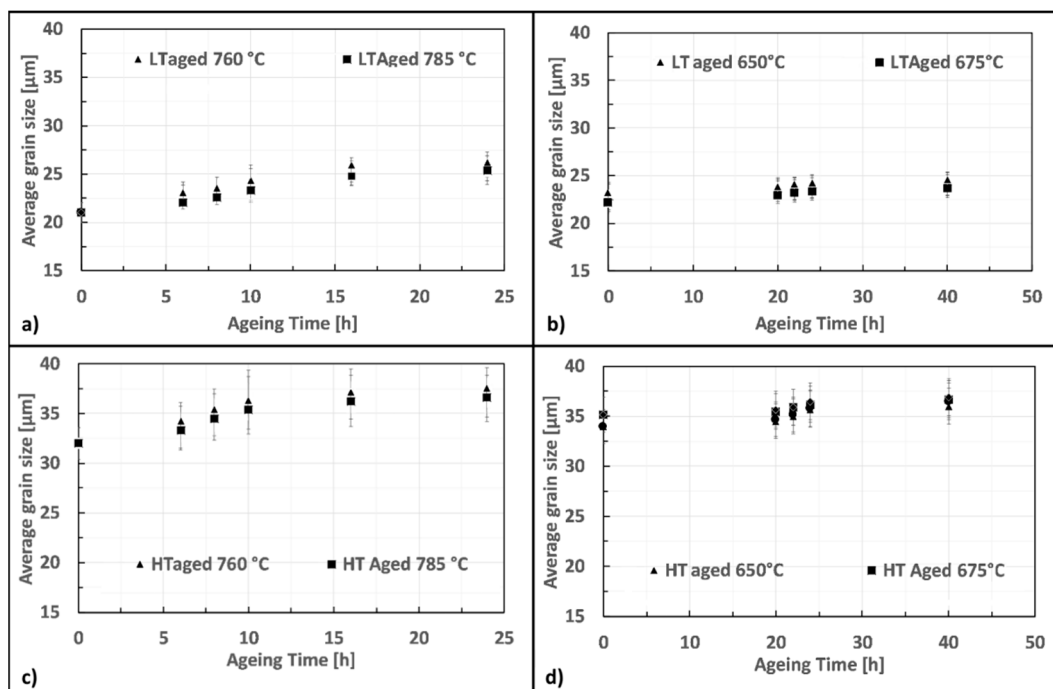 40
35
30
25
20
15
Average grain size [µm]
LTaged 760 °C LTAged 785 °C
0 5 10 15 20 25
Ageing Time [h]
a)
40
35
30
25
20
15
Average grain size [µm]
LT aged 650°C LTAged 675°C
0 10 20 30 40 50
Ageing Time [h]
b)
40
35
30
25
20
15
Average grain size [µm]
HTaged 760 °C HT Aged 785 °C
0 5 10 15 20 25
Ageing Time [h]
c)
40
35
30
25
20
15
Average grain size [µm]
HT aged 650°C HT Aged 675°C
0 10 20 30 40 50
Ageing Time [h]
d)